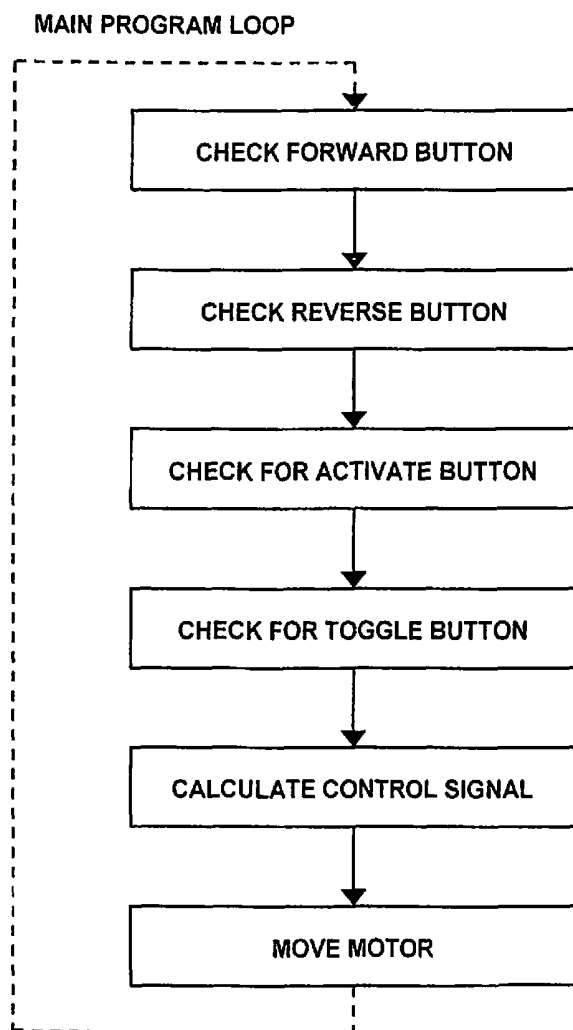 MAIN PROGRAM LOOP
CHECK FORWARD BUTTON
CHECK REVERSE BUTTON
CHECK FOR ACTIVATE BUTTON
CHECK FOR TOGGLE BUTTON
CALCULATE CONTROL SIGNAL
MOVE MOTOR